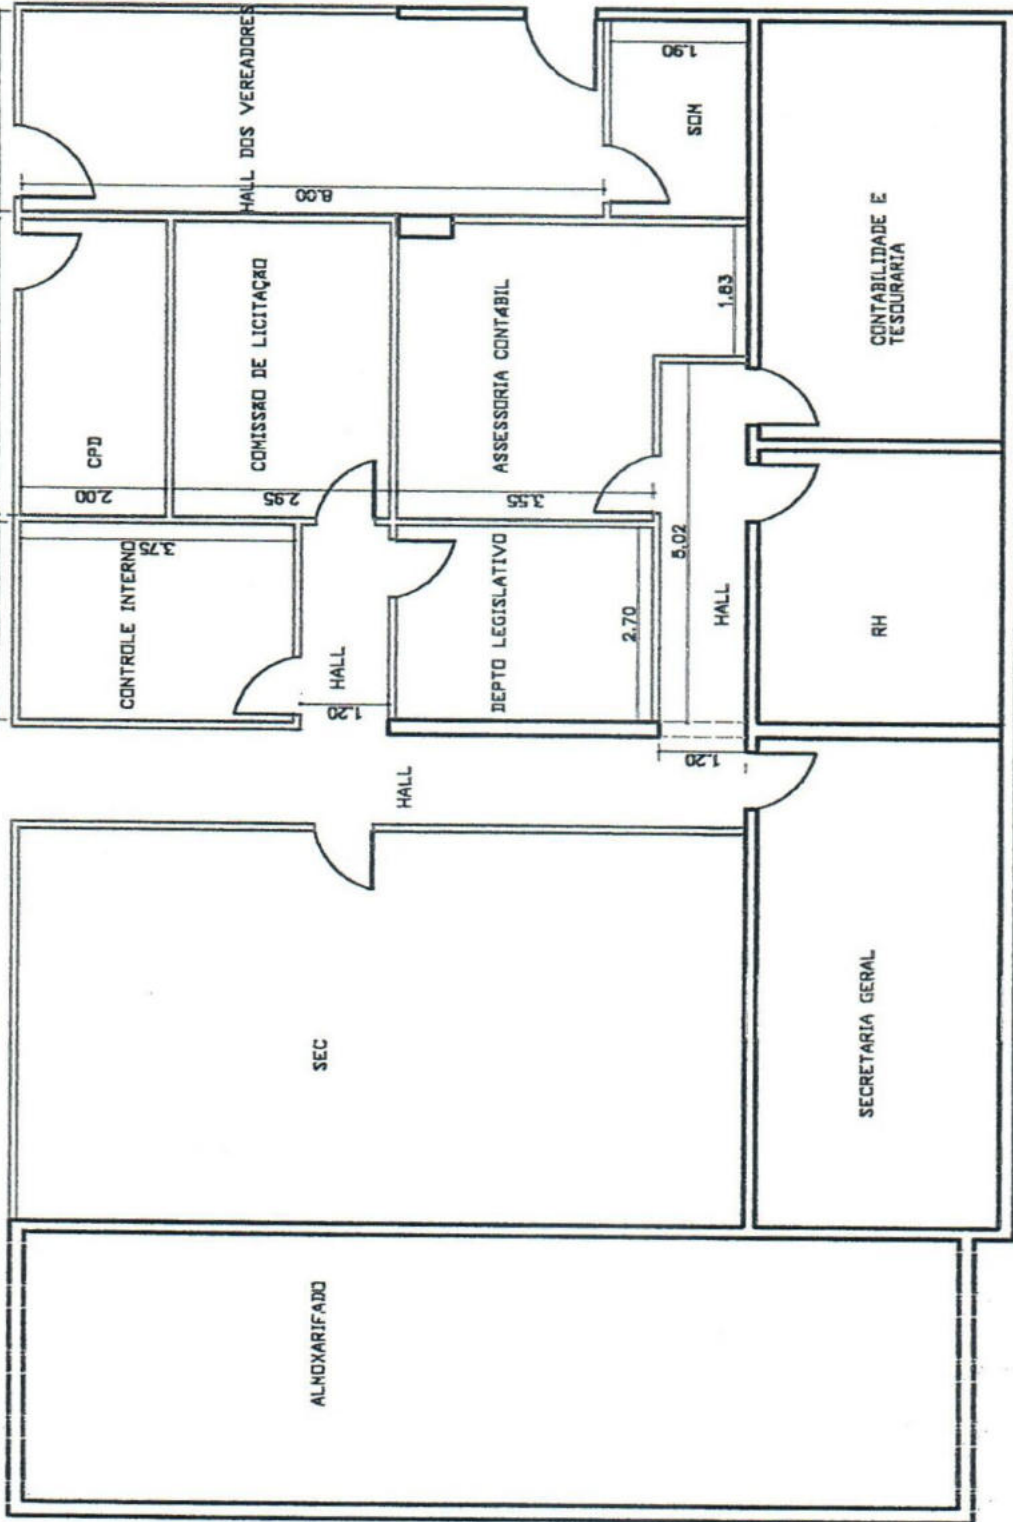 HALL DOS VEREADORES
8.00
1.90
SOM
CPD
2.00
COMISSÃO DE LICITAÇÃO
2.95
ASSESSORIA CONTÁBIL
3.55
1.83
CONTABILIDADE E
TESOURARIA
CONTROLE INTERNO
3.75
HALL
1.20
DEPTO LEGISLATIVO
2.70
5.02
HALL
RH
HALL
1.20
SEC
SECRETARIA GERAL
ALMOXARIFADO